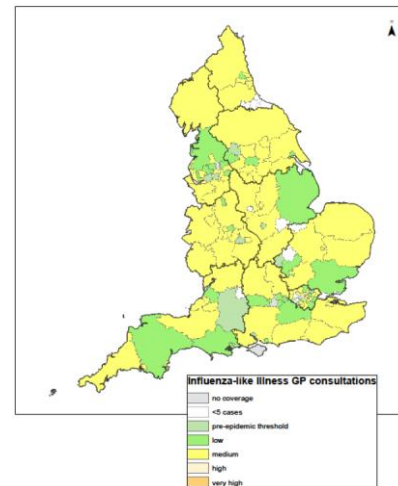 Influenza-like Illness GP consultations
no coverage
<5 cases
pre-epidemic threshold
low
medium
high
very high